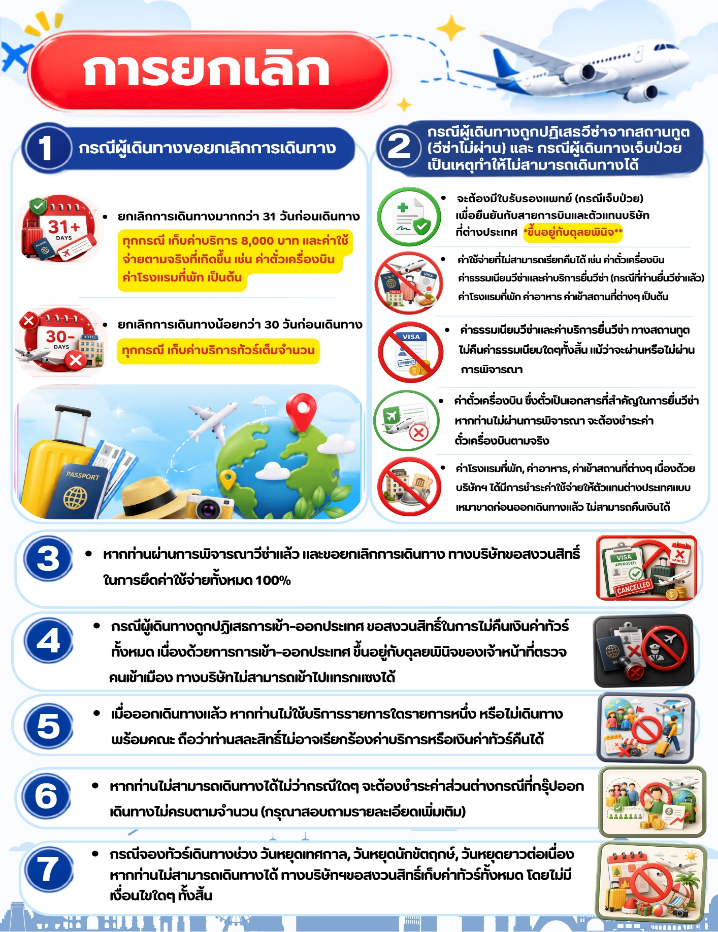 การยกเลิก
1 กรณีผู้เดินทางขอยกเลิกการเดินทาง
31+
DAYS
• ยกเลิกการเดินทางมากกว่า 31 วันก่อนเดินทาง
ทุกกรณี เก็บค่าบริการ 8,000 บาท และค่าใช้
จ่ายตามจริงที่เกิดขึ้น เช่น ค่าตั๋วเครื่องบิน
ค่าโรงแรมที่พัก เป็นต้น
30-
DAYS
• ยกเลิกการเดินทางน้อยกว่า 30 วันก่อนเดินทาง
ทุกกรณี เก็บค่าบริการทัวร์เต็มจำนวน
PASSPORT
2 กรณีผู้เดินทางถูกปฏิเสธวีซ่าจากสถานทูต
(วีซ่าไม่ผ่าน) และ กรณีผู้เดินทางเจ็บป่วย
เป็นเหตุทำให้ไม่สามารถเดินทางได้
• จะต้องมีใบรับรองแพทย์ (กรณีเจ็บป่วย)
เพื่อยืนยันกับสายการบินและตัวแทนบริษัท
ที่ต่างประเทศ *ขึ้นอยู่กับดุลยพินิจ**
• ค่าใช้จ่ายที่ไม่สามารถเรียกคืนได้ เช่น ค่าตั๋วเครื่องบิน
ค่าธรรมเนียมวีซ่าและค่าบริการยื่นวีซ่า (กรณีที่ท่านยื่นวีซ่าแล้ว)
ค่าโรงแรมที่พัก ค่าอาหาร ค่าเข้าสถานที่ต่างๆ เป็นต้น
VISA
• ค่าธรรมเนียมวีซ่าและค่าบริการยื่นวีซ่า ทางสถานทูต
ไม่คืนค่าธรรมเนียมใดๆทั้งสิ้น แม้ว่าจะผ่านหรือไม่ผ่าน
การพิจารณา
• ค่าตั๋วเครื่องบิน ซึ่งตั๋วเป็นเอกสารที่สำคัญในการยื่นวีซ่า
หากท่านไม่ผ่านการพิจารณา จะต้องชำระค่า
ตั๋วเครื่องบินตามจริง
• ค่าโรงแรมที่พัก, ค่าอาหาร, ค่าเข้าสถานที่ต่างๆ เนื่องด้วย
บริษัทฯ ได้มีการชำระค่าใช้จ่ายให้ตัวแทนต่างประเทศแบบ
เหมาขาดก่อนออกเดินทางแล้ว ไม่สามารถคืนเงินได้
3 • หากท่านผ่านการพิจารณาวีซ่าแล้ว และขอยกเลิกการเดินทาง ทางบริษัทขอสงวนสิทธิ์
ในการยึดค่าใช้จ่ายทั้งหมด 100%
VISA
APPROVED
CANCELLED
4 • กรณีผู้เดินทางถูกปฏิเสธการเข้า-ออกประเทศ ขอสงวนสิทธิ์ในการไม่คืนเงินค่าทัวร์
ทั้งหมด เนื่องด้วยการการเข้า-ออกประเทศ ขึ้นอยู่กับดุลยพินิจของเจ้าหน้าที่ตรวจ
คนเข้าเมือง ทางบริษัทไม่สามารถเข้าไปแทรกแซงได้
5 • เมื่อออกเดินทางแล้ว หากท่านไม่ใช้บริการรายการใดรายการหนึ่ง หรือไม่เดินทาง
พร้อมคณะ ถือว่าท่านสละสิทธิ์ไม่อาจเรียกร้องค่าบริการหรือเงินค่าทัวร์คืนได้
6 • หากท่านไม่สามารถเดินทางได้ไม่ว่ากรณีใดๆ จะต้องชำระค่าส่วนต่างกรณีที่กรุ๊ปออก
เดินทางไม่ครบตามจำนวน (กรุณาสอบถามรายละเอียดเพิ่มเติม)
7 • กรณีจองทัวร์เดินทางช่วง วันหยุดเทศกาล, วันหยุดนักขัตฤกษ์, วันหยุดยาวต่อเนื่อง
หากท่านไม่สามารถเดินทางได้ ทางบริษัทฯขอสงวนสิทธิ์เก็บค่าทัวร์ทั้งหมด โดยไม่มี
เงื่อนไขใดๆ ทั้งสิ้น